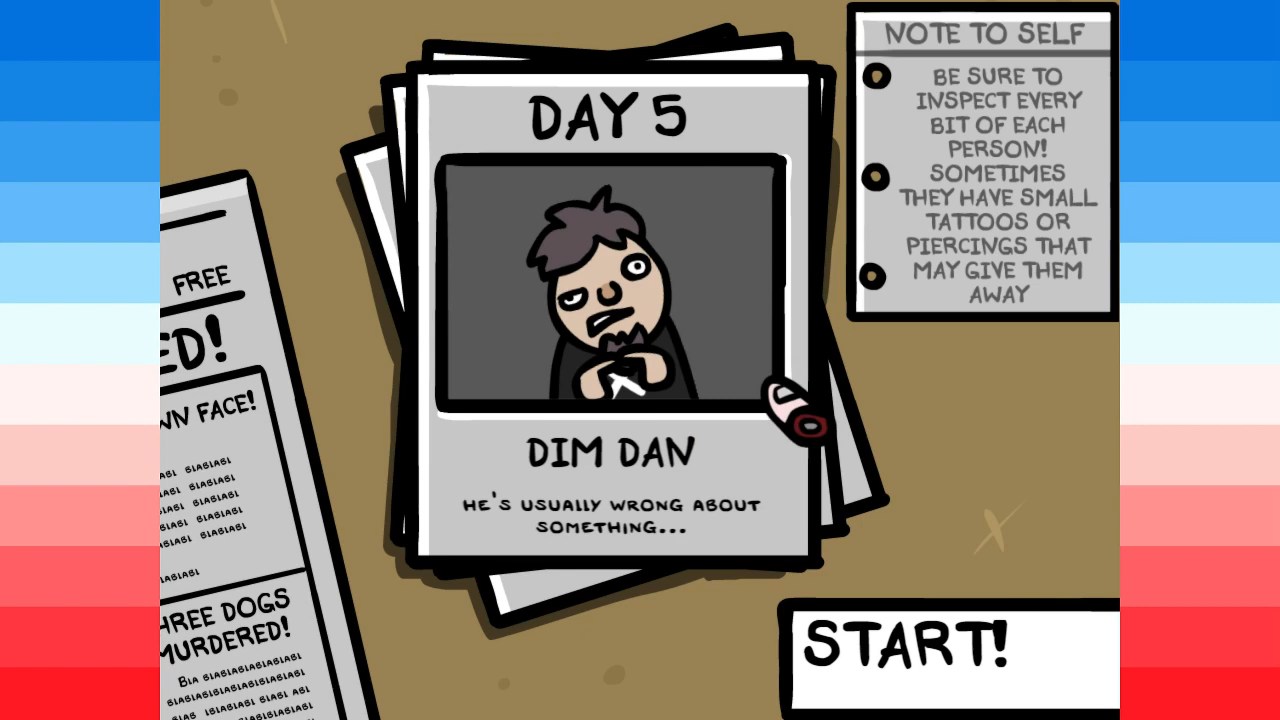 FREE
ED!
WN FACE!
HREE DOGS
MURDERED!
DAY 5
DIM DAN
HE'S USUALLY WRONG ABOUT
SOMETHING...
NOTE TO SELF
BE SURE TO
INSPECT EVERY
BIT OF EACH
PERSON!
SOMETIMES
THEY HAVE SMALL
TATTOOS OR
PIERCINGS THAT
MAY GIVE THEM
AWAY
START!